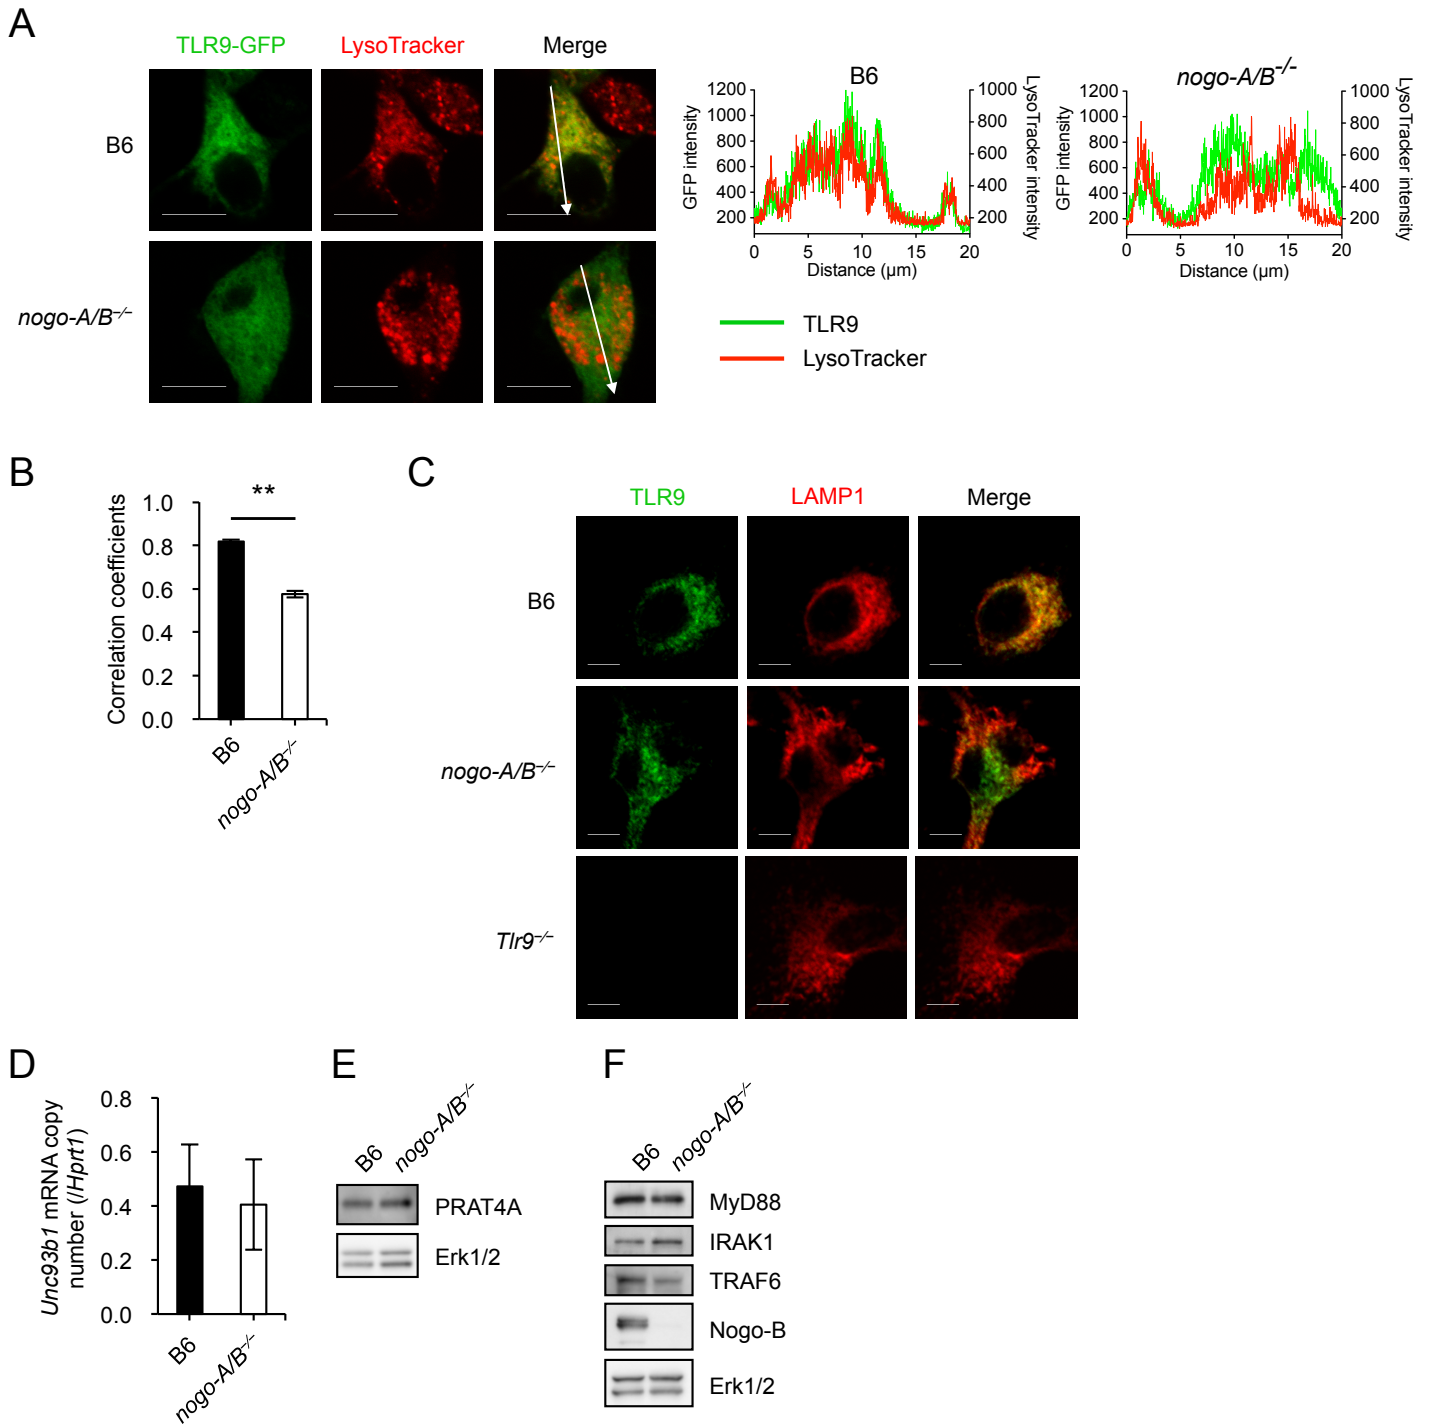 A
TLR9-GFP LysoTracker Merge
B6
nogo-A/B−/−
B6
GFP intensity
1200
1000
800
600
400
200
1000
800
600
400
200
LysoTracker intensity
0 5 10 15 20
Distance (μm)
nogo-A/B-/-
GFP intensity
1200
1000
800
600
400
200
1000
800
600
400
200
LysoTracker intensity
0 5 10 15 20
Distance (μm)
TLR9
LysoTracker
B
Correlation coefficients
1.0
0.8
0.6
0.4
0.2
0.0
**
B6
nogo-A/B-/-
C
TLR9 LAMP1 Merge
B6
nogo-A/B−/−
Tlr9−/−
D
Unc93b1 mRNA copy
number (/Hprt1)
0.8
0.6
0.4
0.2
0.0
B6
nogo-A/B-/-
E
B6
nogo-A/B-/-
PRAT4A
Erk1/2
F
B6
nogo-A/B-/-
MyD88
IRAK1
TRAF6
Nogo-B
Erk1/2